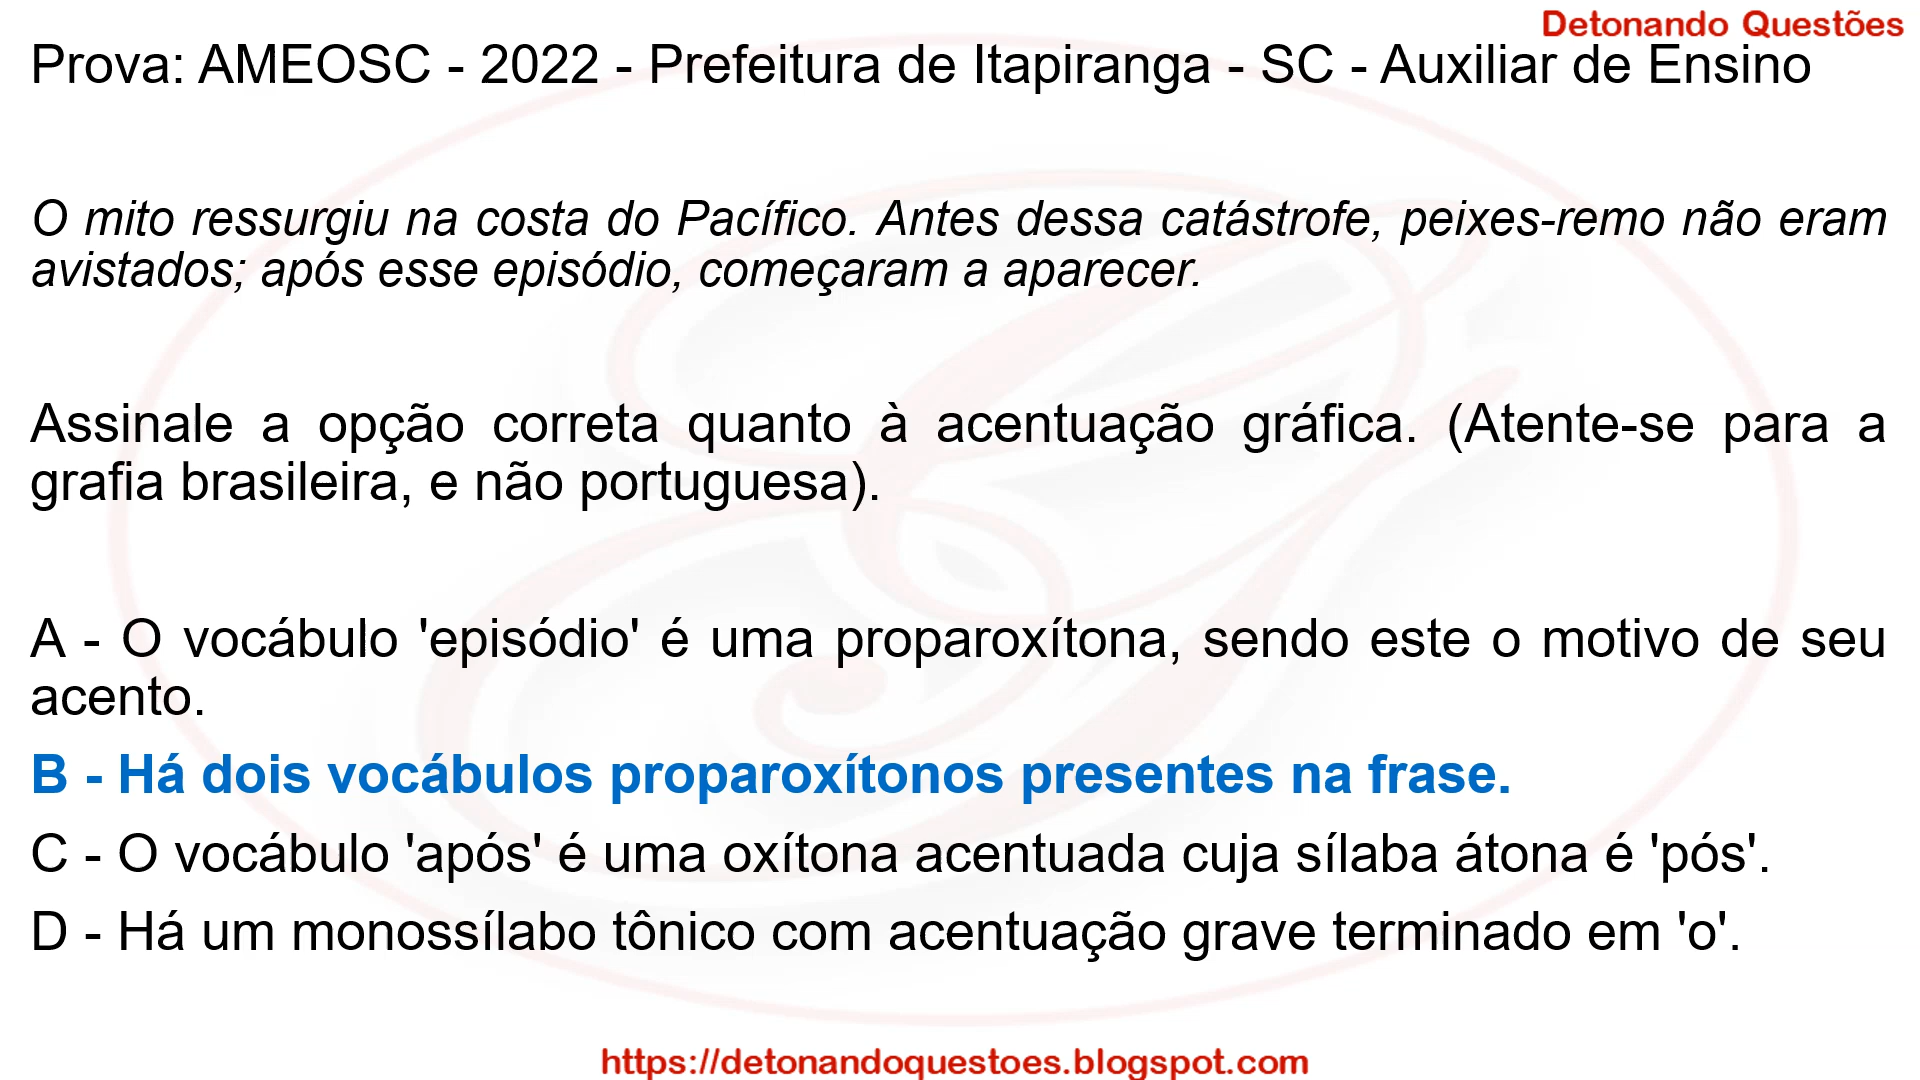 Detonando Questões
Prova: AMEOSC - 2022 - Prefeitura de Itapiranga - SC - Auxiliar de Ensino
O mito ressurgiu na costa do Pacífico. Antes dessa catástrofe, peixes-remo não eram
avistados; após esse episódio, começaram a aparecer.
Assinale a opção correta quanto à acentuação gráfica. (Atente-se para a
grafia brasileira, e não portuguesa).
A - O vocábulo 'episódio' é uma proparoxítona, sendo este o motivo de seu
acento.
B - Há dois vocábulos proparoxítonos presentes na frase.
C - O vocábulo 'após' é uma oxítona acentuada cuja sílaba átona é 'pós'.
D - Há um monossílabo tônico com acentuação grave terminado em 'o'.
https://detonandoquestoes.blogspot.com